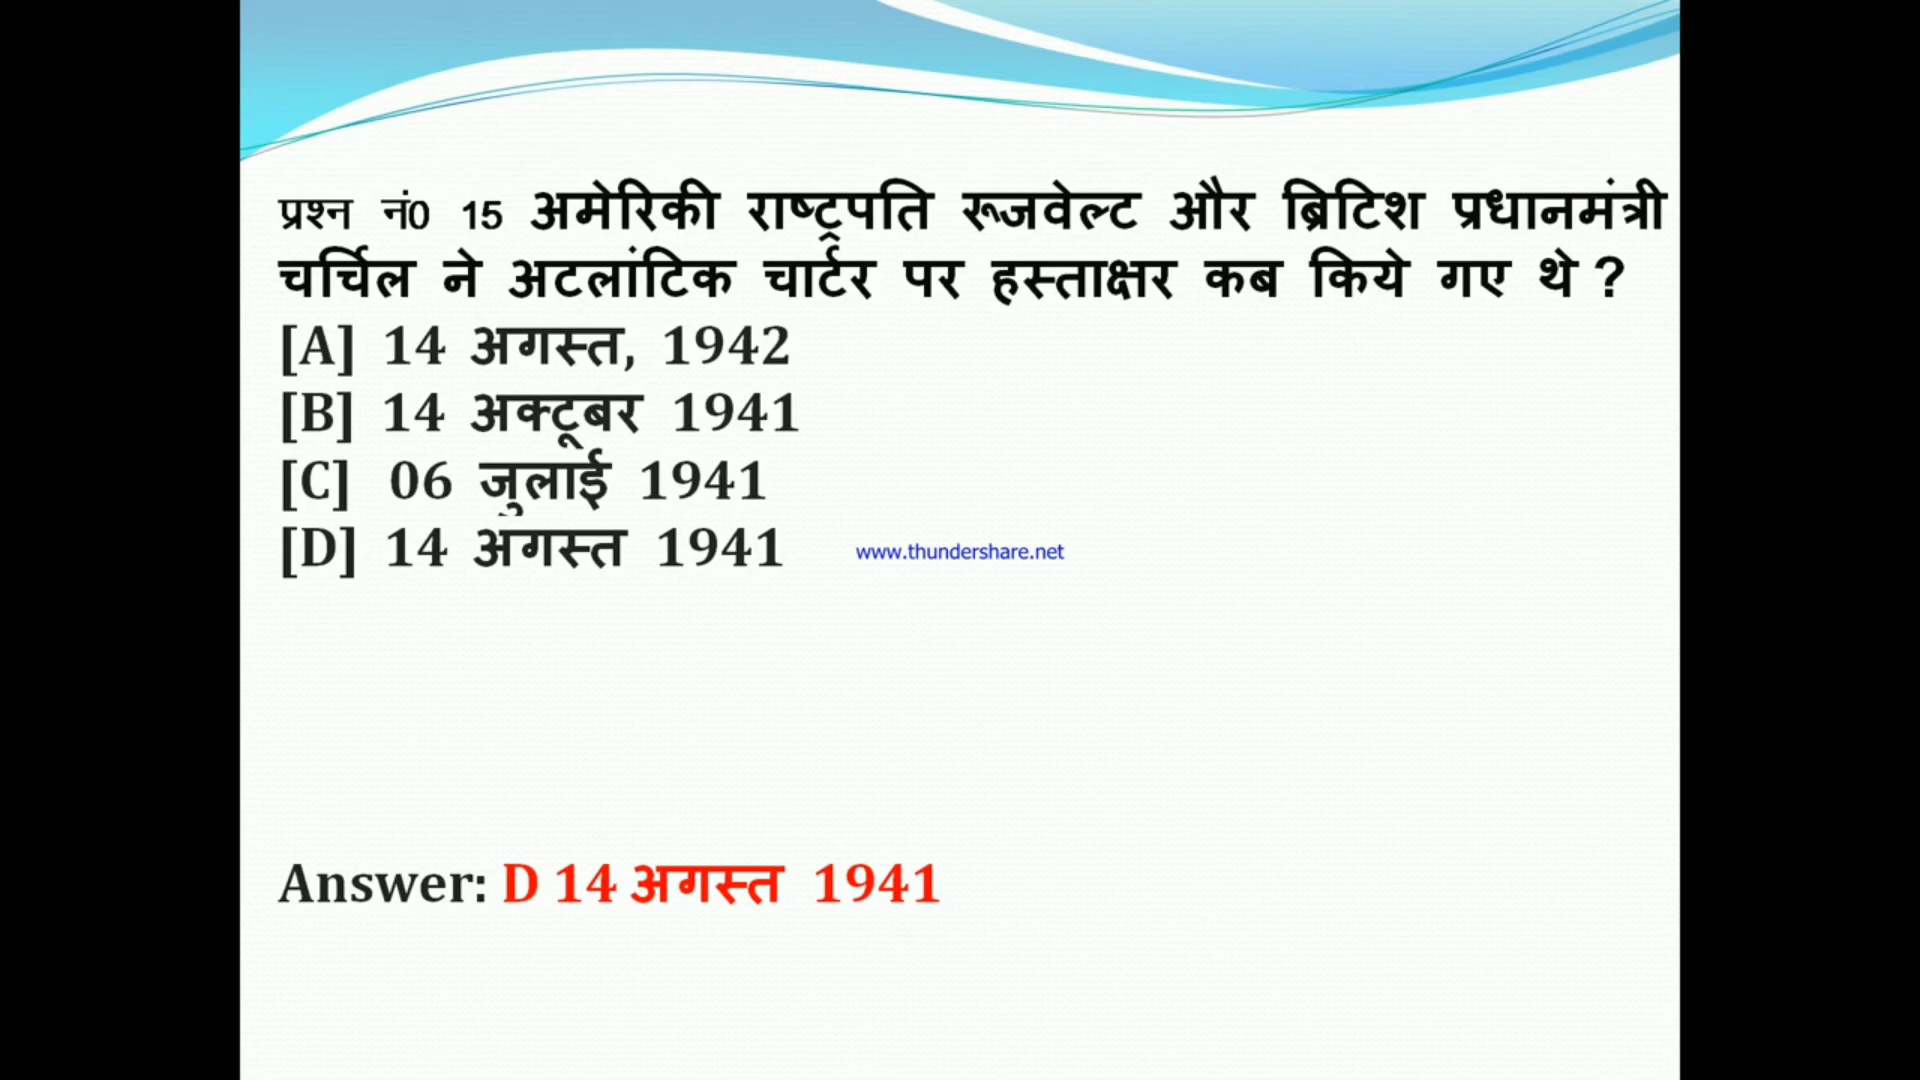 प्रश्न नं0 15 अमेरिकी राष्ट्रपति रूजवेल्ट और ब्रिटिश प्रधानमंत्री
चर्चिल ने अटलांटिक चार्टर पर हस्ताक्षर कब किये गए थे ?
[A] 14 अगस्त, 1942
[B] 14 अक्टूबर 1941
[C] 06 जुलाई 1941
[D] 14 अगस्त 1941
www.thundershare.net
Answer: D 14 अगस्त 1941